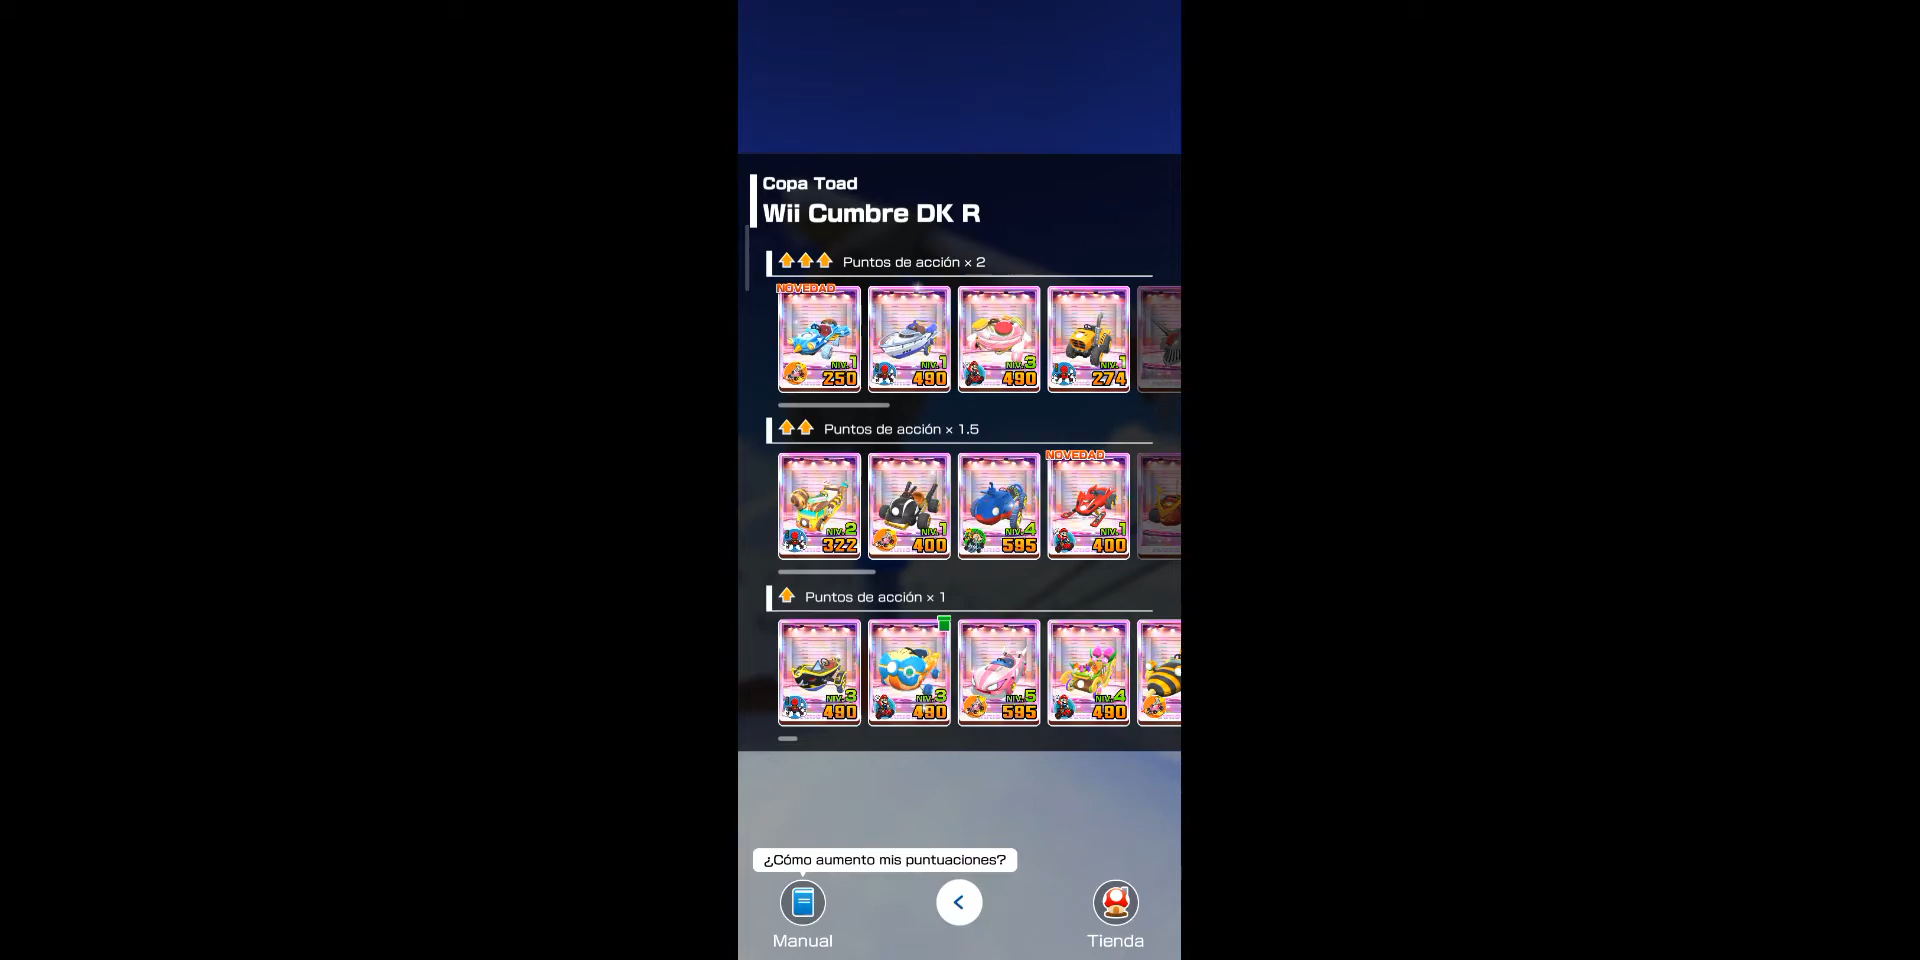 Copa Toad
Wii Cumbre DK R
Puntos de acción × 2
NOVEDAD
NIV. 1 NIV. 1 NIV. 3 NIV. 1
250 490 490 274
Puntos de acción × 1.5
NOVEDAD
NIV. 2 NIV. 1 NIV. 4 NIV. 1
322 400 595 400
Puntos de acción × 1
NIV. 3 NIV. 3 NIV. 5 NIV. 4
490 490 595 490
¿Cómo aumento mis puntuaciones?
Manual
Tienda